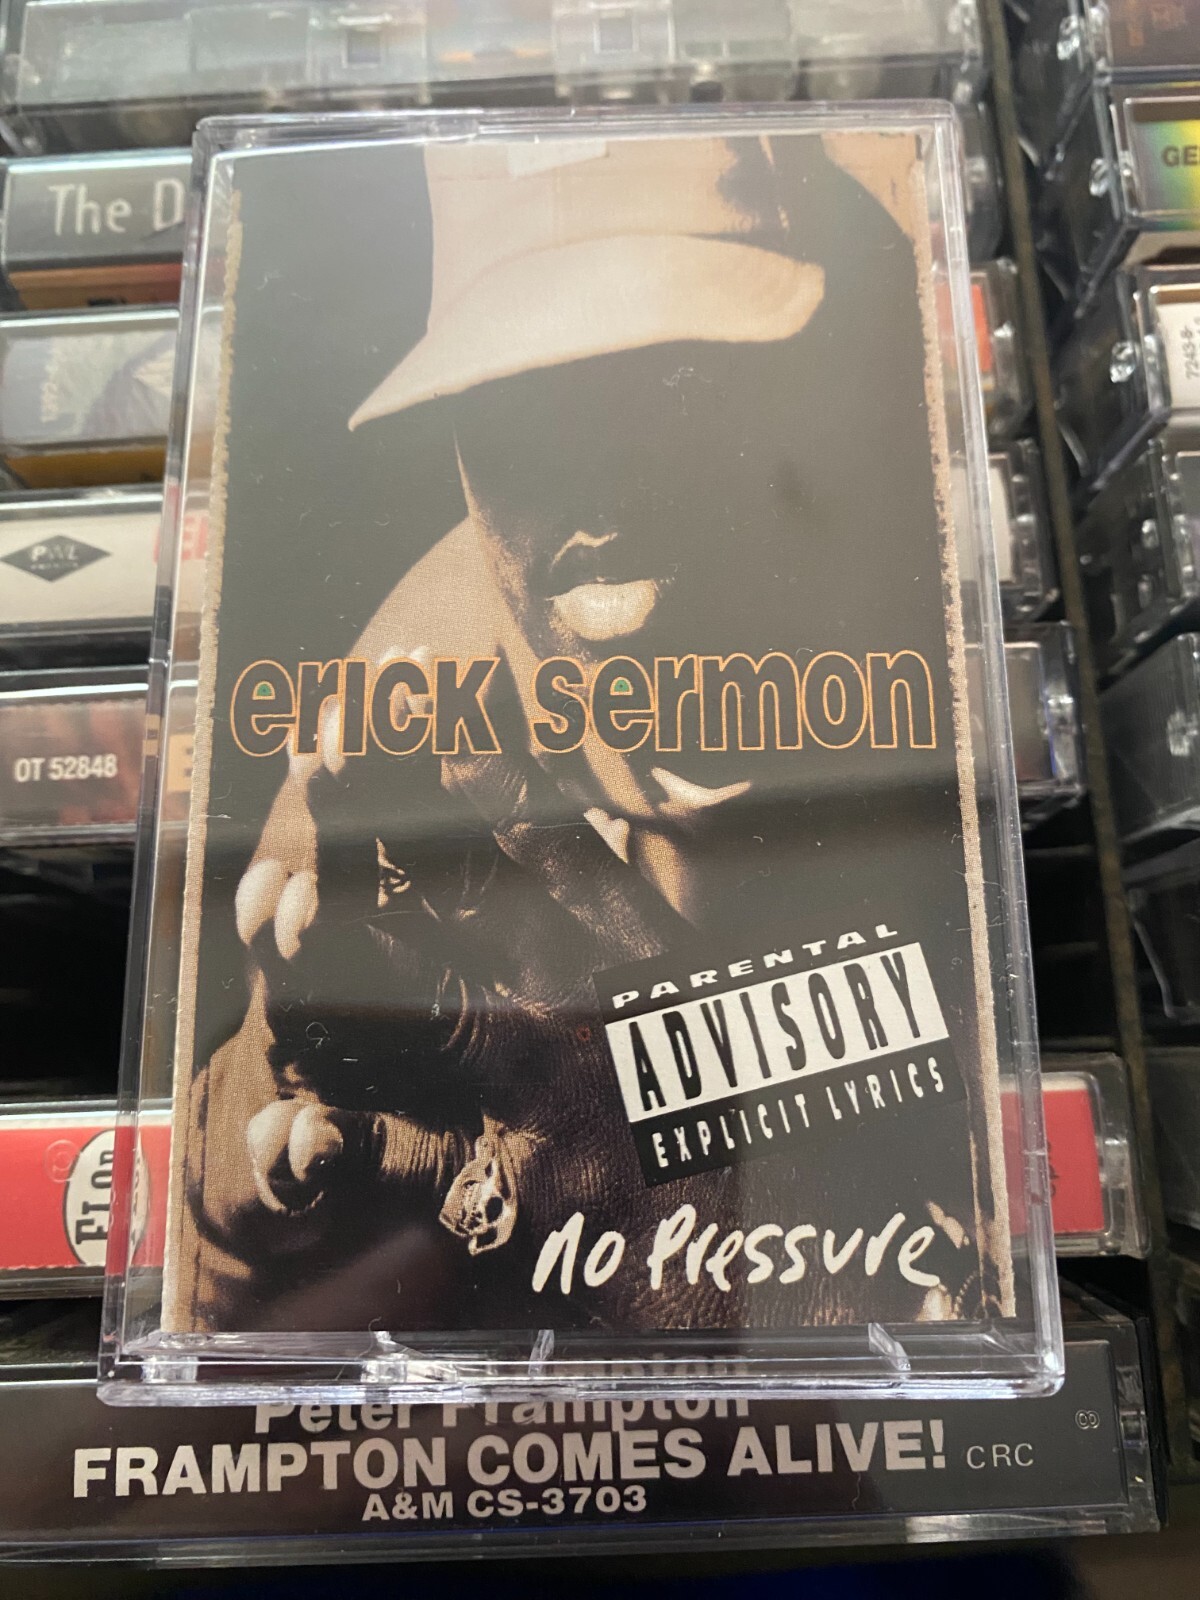 The D
GE
PWL
OT 52848
erick sermon
PARENTAL
ADVISORY
EXPLICIT LYRICS
no Pressure
Peter Frampton
FRAMPTON COMES ALIVE! CRC
A&M CS-3703